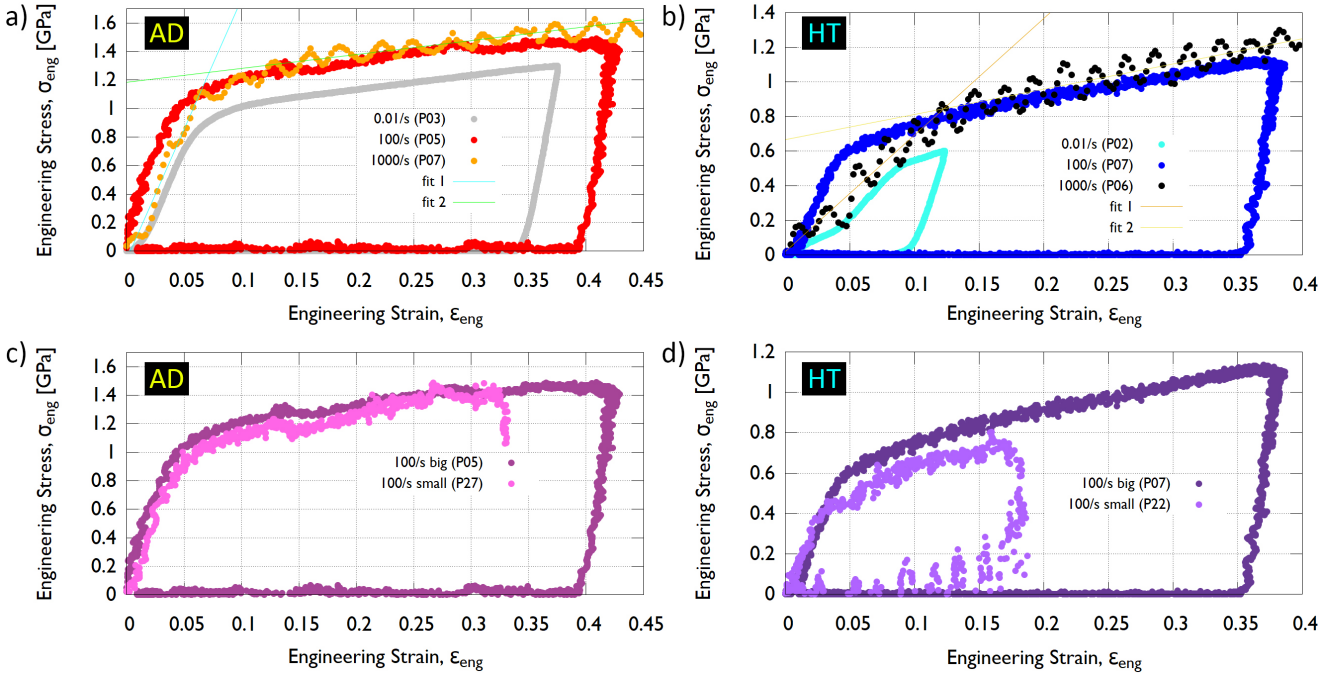 a)
AD
Engineering Stress, σeng [GPa]
1.6
1.4
1.2
1
0.8
0.6
0.4
0.2
0
0.01/s (P03)
100/s (P05)
1000/s (P07)
fit 1
fit 2
0 0.05 0.1 0.15 0.2 0.25 0.3 0.35 0.4 0.45
Engineering Strain, εeng
b)
HT
Engineering Stress, σeng [GPa]
1.4
1.2
1
0.8
0.6
0.4
0.2
0
0.01/s (P02)
100/s (P07)
1000/s (P06)
fit 1
fit 2
0 0.05 0.1 0.15 0.2 0.25 0.3 0.35 0.4
Engineering Strain, εeng
c)
AD
Engineering Stress, σeng [GPa]
1.6
1.4
1.2
1
0.8
0.6
0.4
0.2
0
100/s big (P05)
100/s small (P27)
0 0.05 0.1 0.15 0.2 0.25 0.3 0.35 0.4 0.45
Engineering Strain, εeng
d)
HT
Engineering Stress, σeng [GPa]
1.2
1
0.8
0.6
0.4
0.2
0
100/s big (P07)
100/s small (P22)
0 0.05 0.1 0.15 0.2 0.25 0.3 0.35 0.4
Engineering Strain, εeng